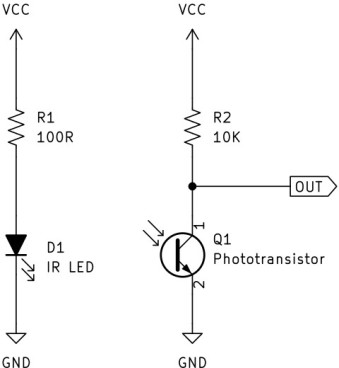 VCC
VCC
R1
100R
R2
10K
OUT
1
D1
IR LED
Q1
Phototransistor
2
GND
GND